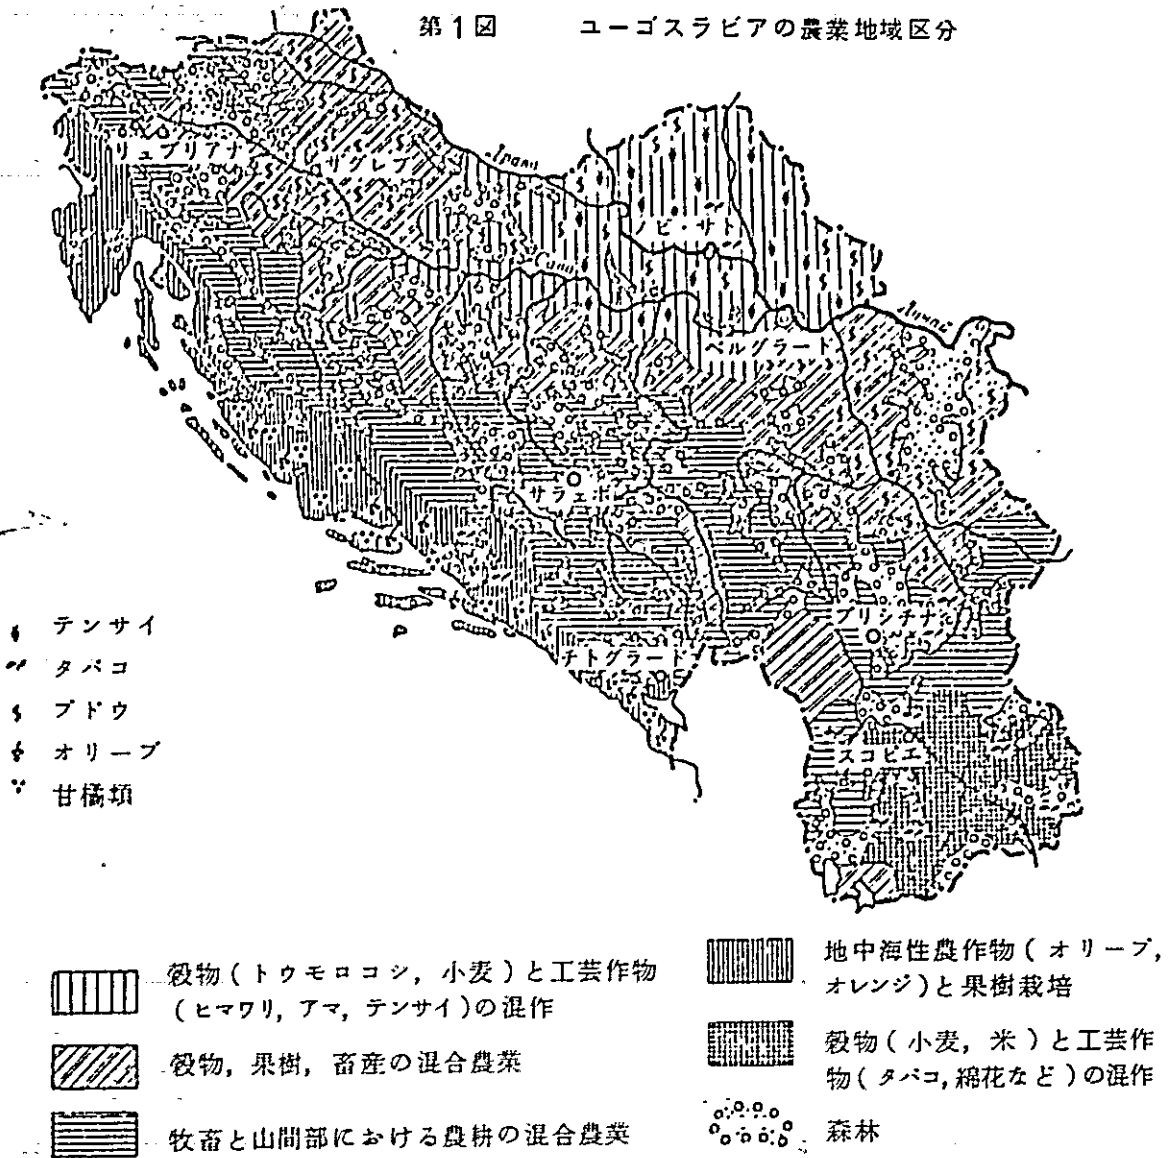 第1図　ユーゴスラビアの農業地域区分
リュブリアナ
ザグレブ
ノビ・サト
ベルグラート
サラエボ
プリシチナ
チトグラート
スコピエ
テンサイ
タバコ
ブドウ
オリーブ
甘橘類
穀物(トウモロコシ, 小麦)と工芸作物
(ヒマワリ, アマ, テンサイ)の混作
穀物, 果樹, 畜産の混合農業
牧畜と山間部における農耕の混合農業
地中海性農作物(オリーブ,
オレンジ)と果樹栽培
穀物(小麦, 米)と工芸作
物(タバコ, 綿花など)の混作
森林